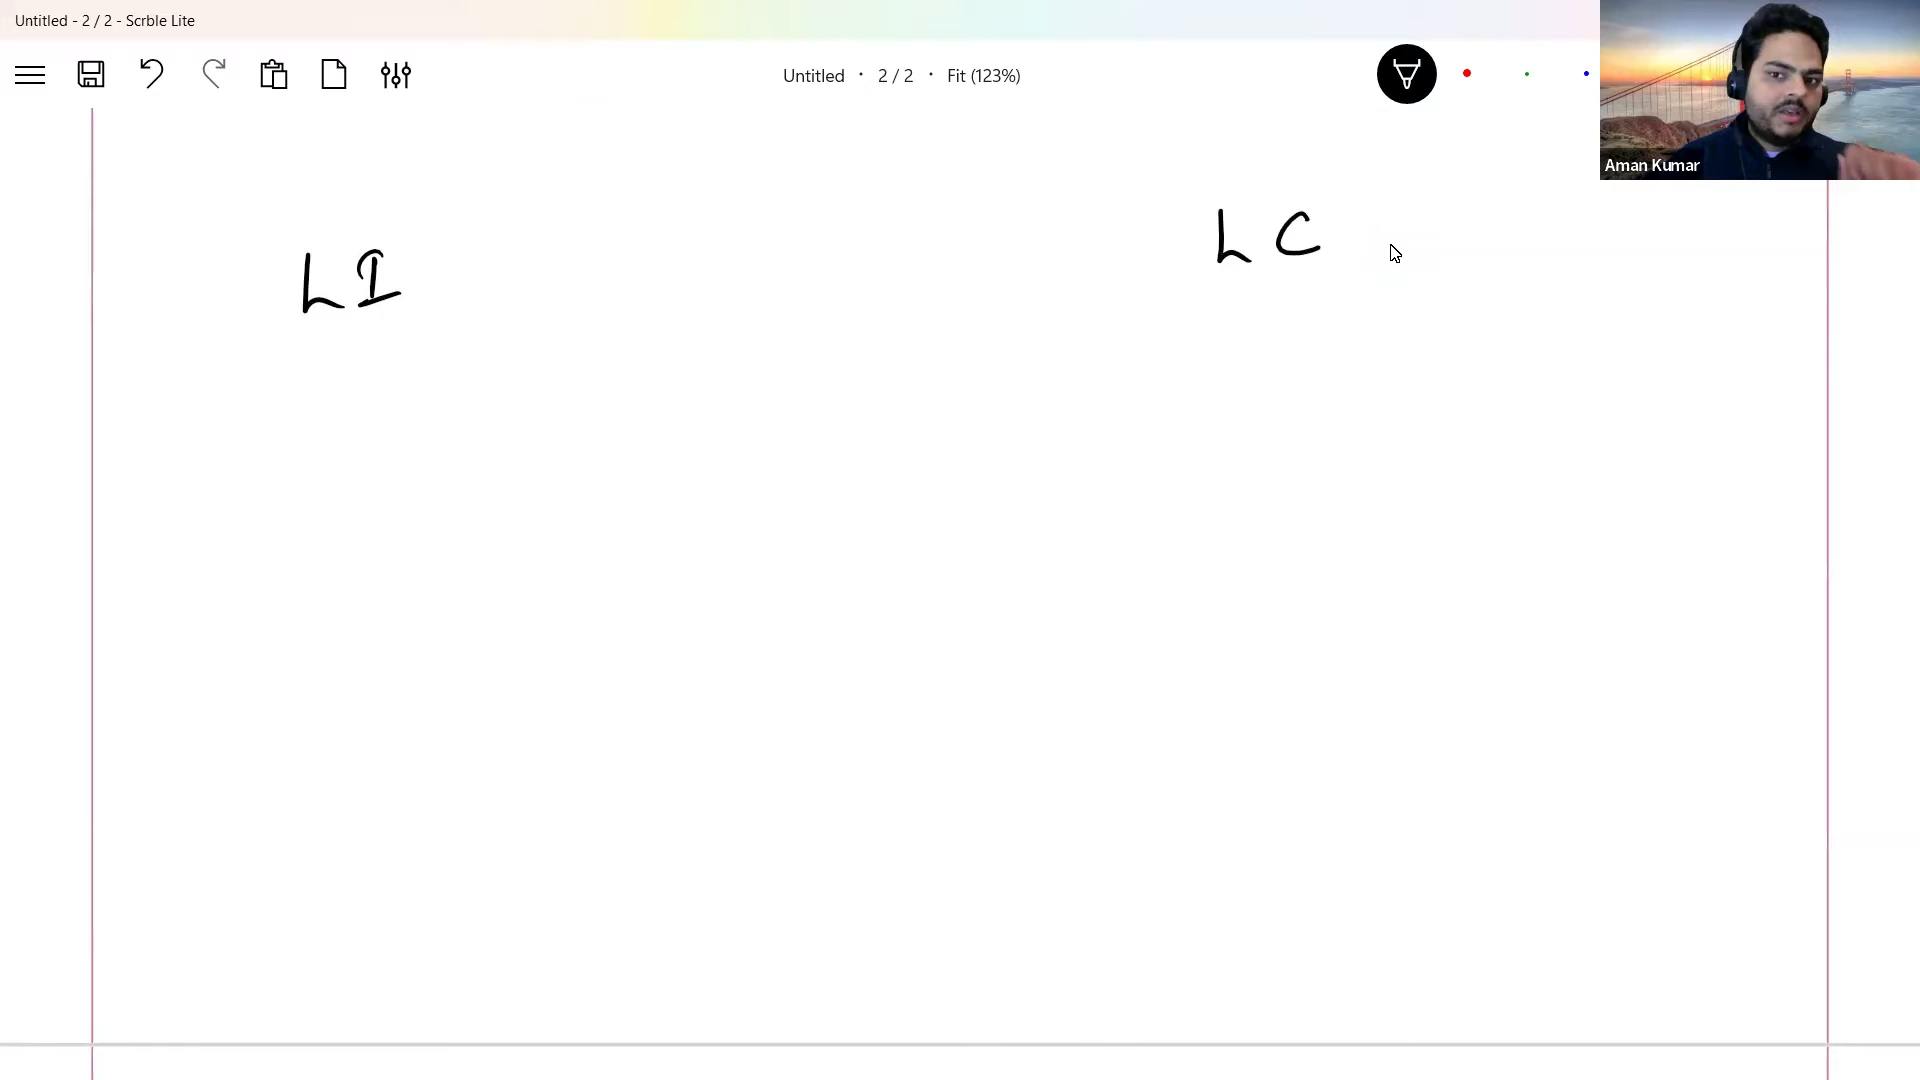 Untitled - 2 / 2 - Scrble Lite
Untitled · 2 / 2 · Fit (123%)
Aman Kumar
L I
L C